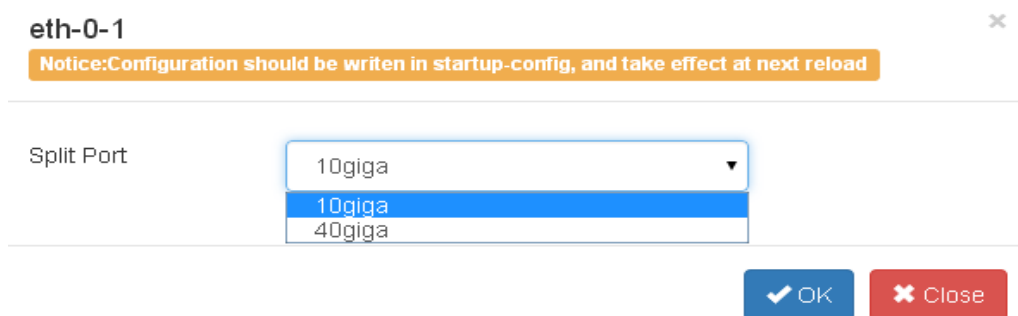 eth-0-1
Notice:Configuration should be writen in startup-config, and take effect at next reload
Split Port
10giga
10giga
40giga
OK
Close